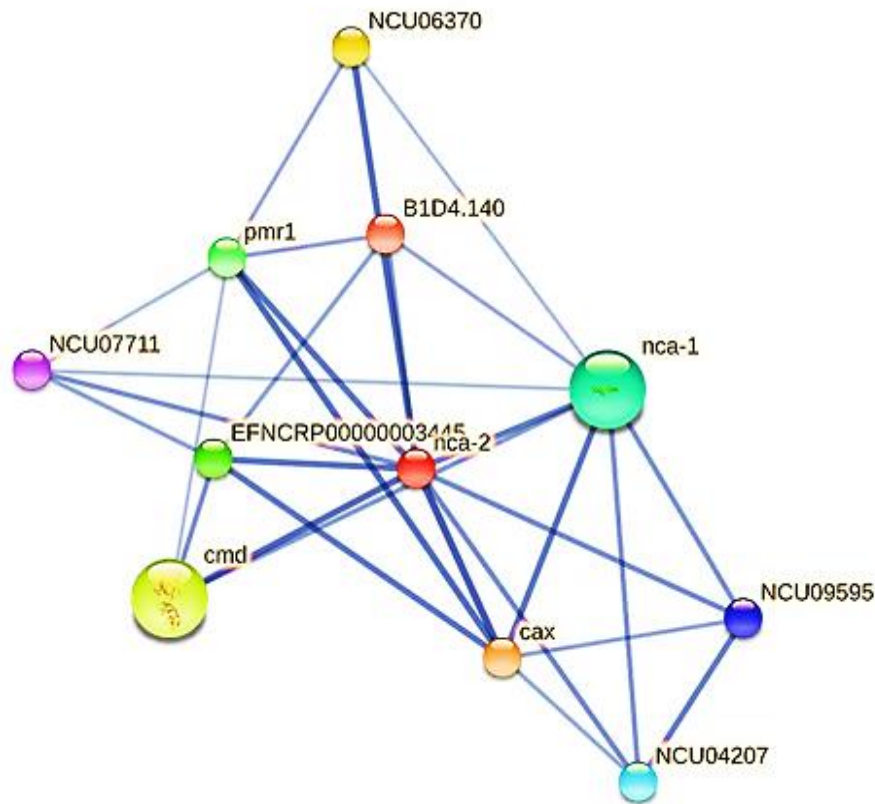 NCU06370
B1D4.140
pmr1
NCU07711
nca-1
EFNCRP00000003445
nca-2
cmd
NCU09595
cax
NCU04207